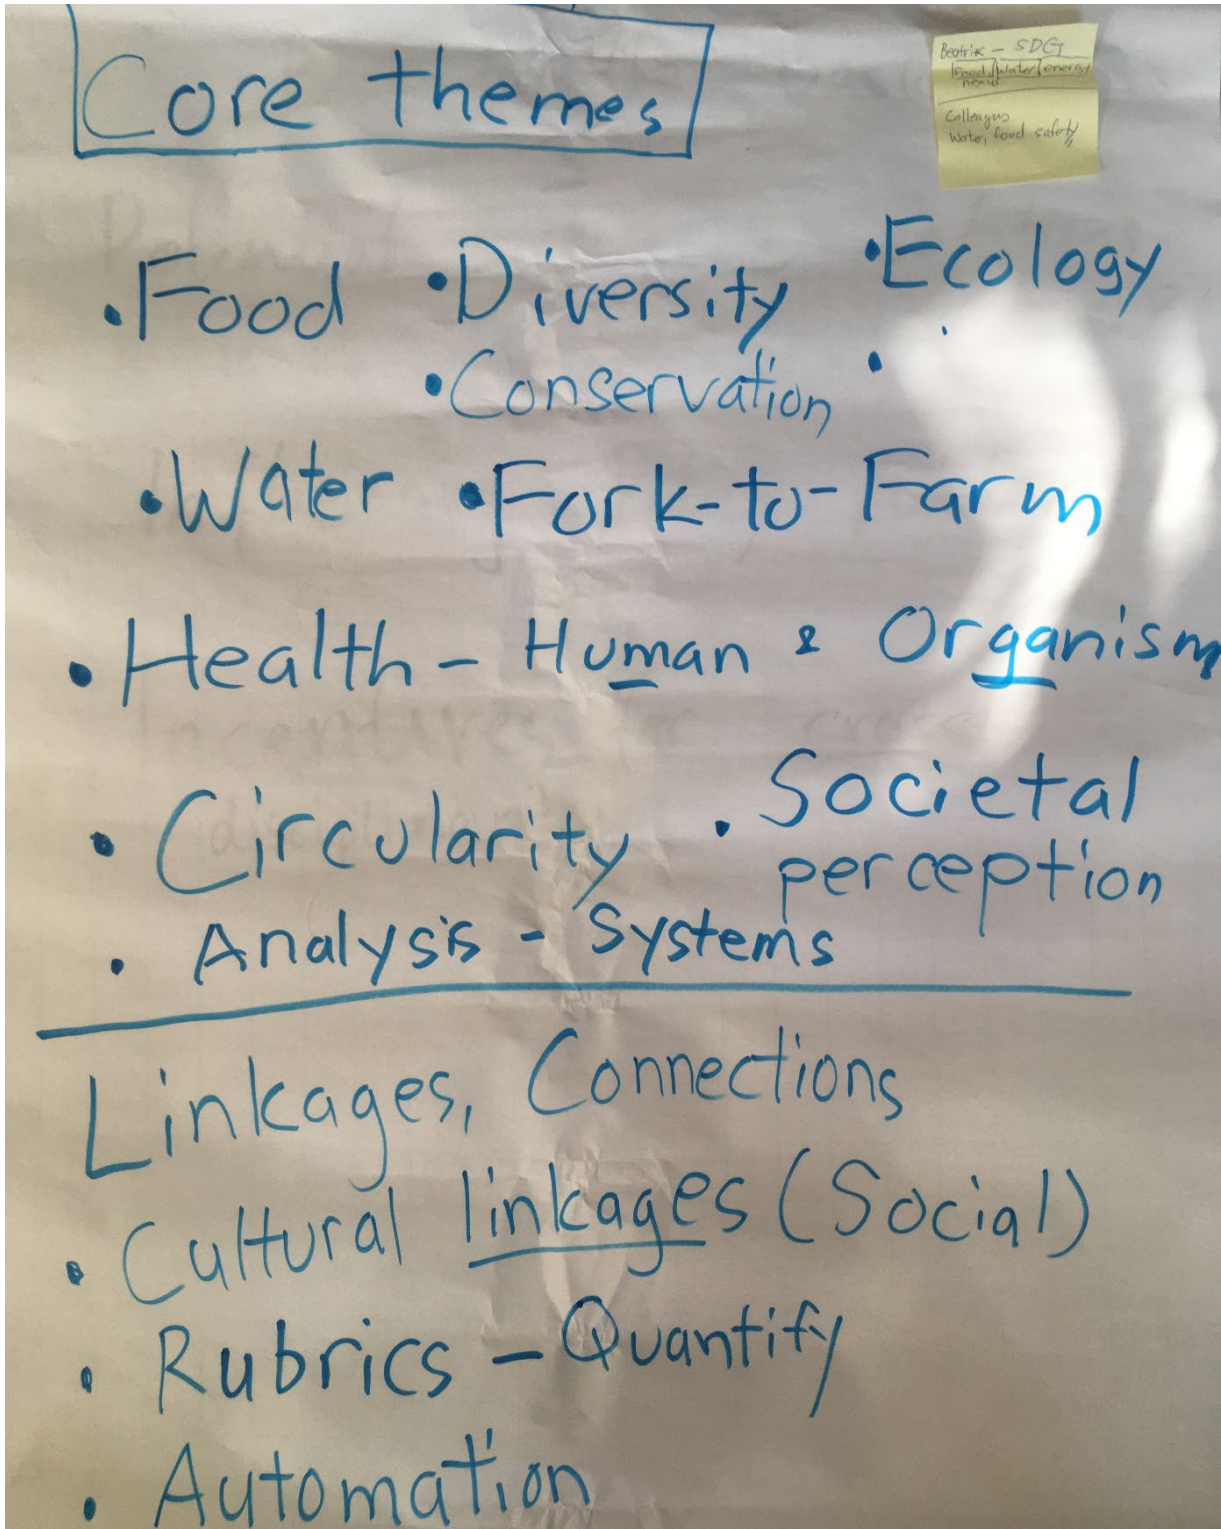 Core themes
Beatrix - SDG
Food/Water/energy
nexus
Colleagues
Water, food safety
• Food • Diversity • Ecology
• Conservation •
• Water • Fork-to-Farm
• Health - Human & Organism
• Circularity • Societal
perception
• Analysis - Systems
Linkages, Connections
• Cultural linkages (Social)
• Rubrics - Quantify
• Automation